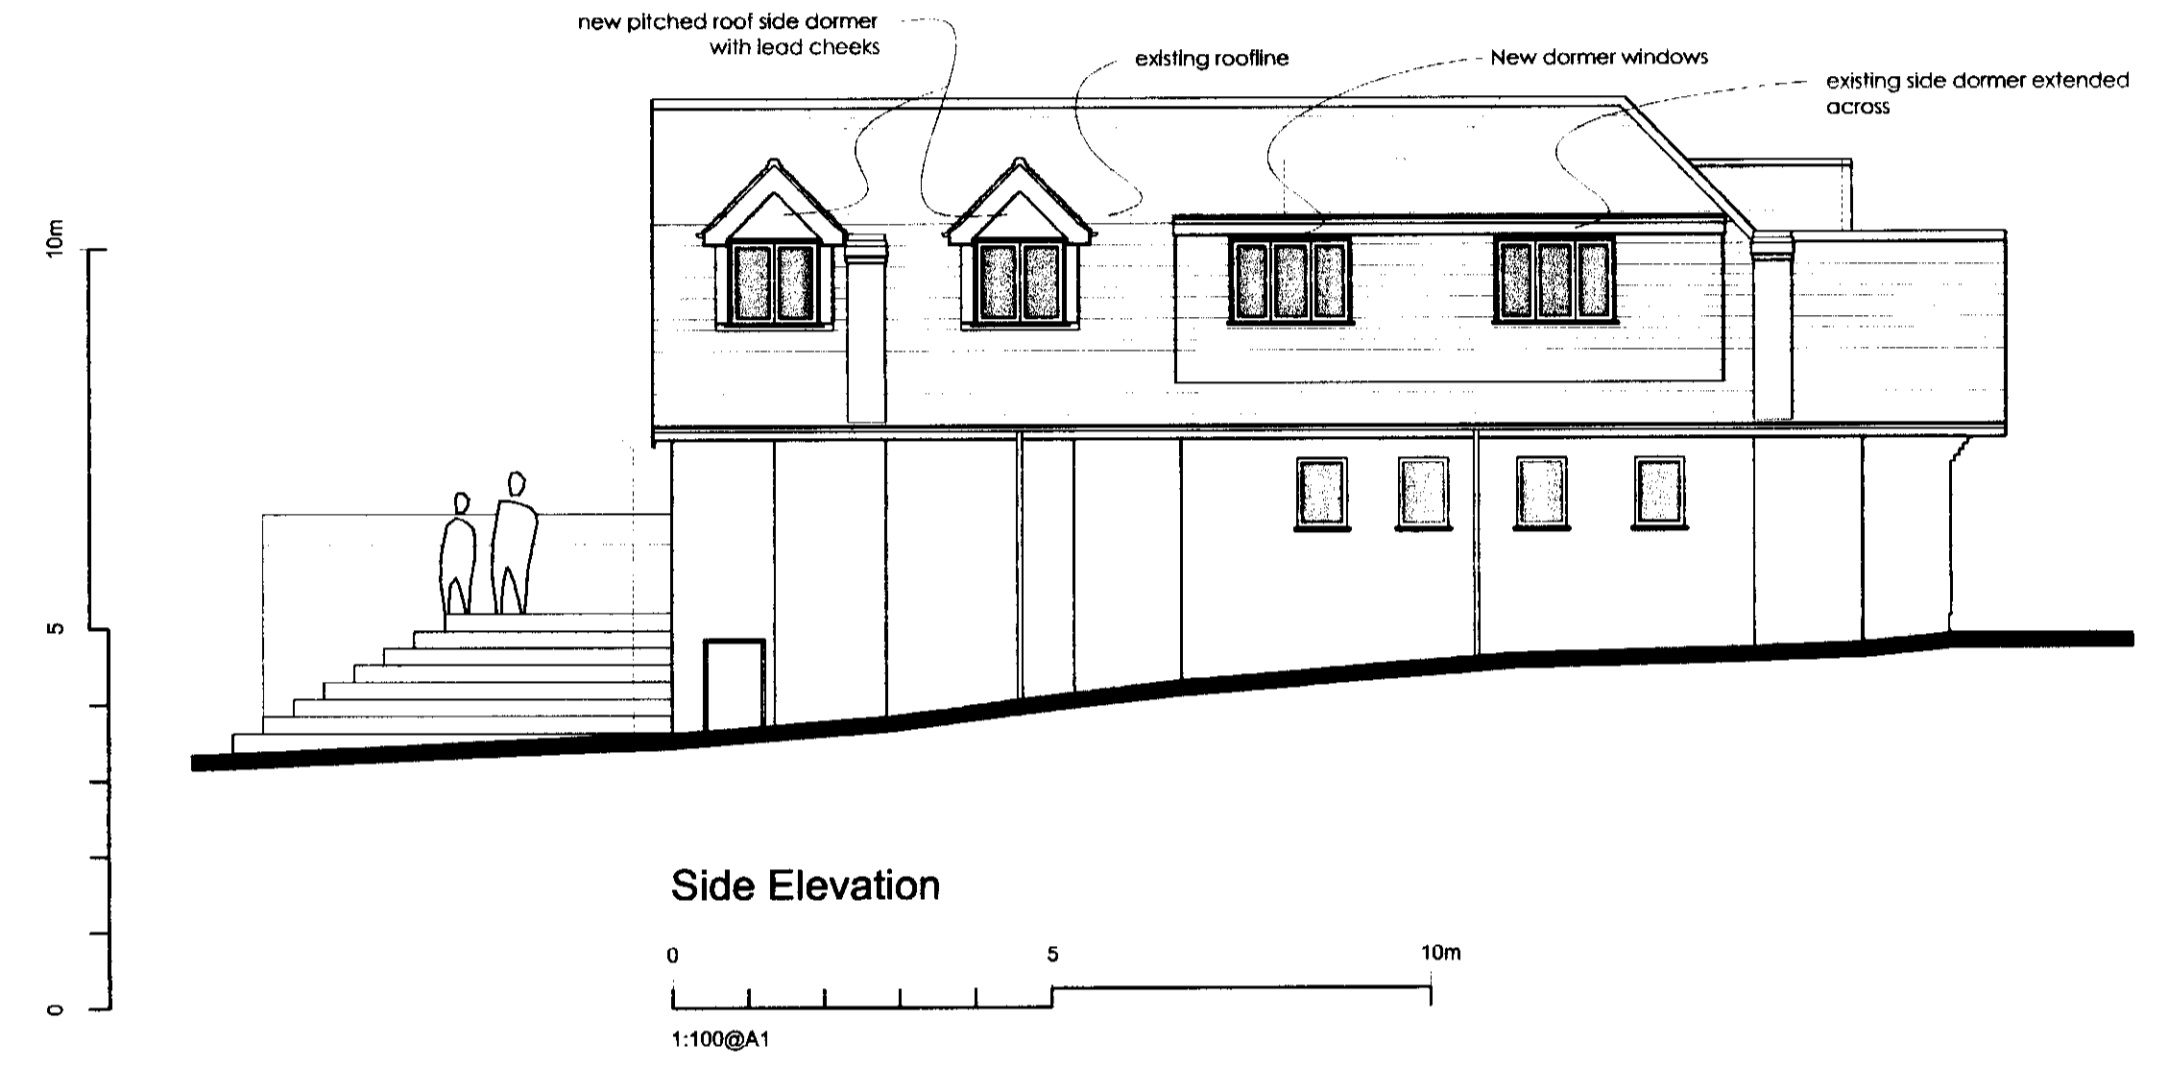 new pitched roof side dormer
with lead cheeks
existing roofline
New dormer windows
existing side dormer extended
across
10m
5
0
Side Elevation
0 5 10m
1:100@A1